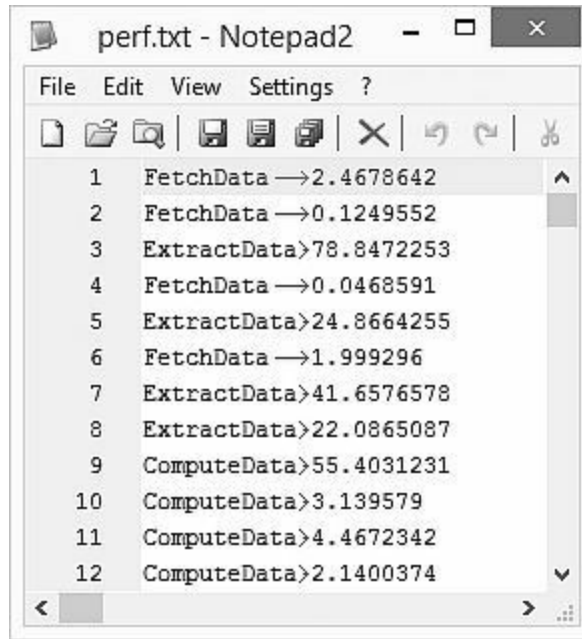 perf.txt - Notepad2
File Edit View Settings ?
1 FetchData→2.4678642
2 FetchData→0.1249552
3 ExtractData>78.8472253
4 FetchData→0.0468591
5 ExtractData>24.8664255
6 FetchData→1.999296
7 ExtractData>41.6576578
8 ExtractData>22.0865087
9 ComputeData>55.4031231
10 ComputeData>3.139579
11 ComputeData>4.4672342
12 ComputeData>2.1400374